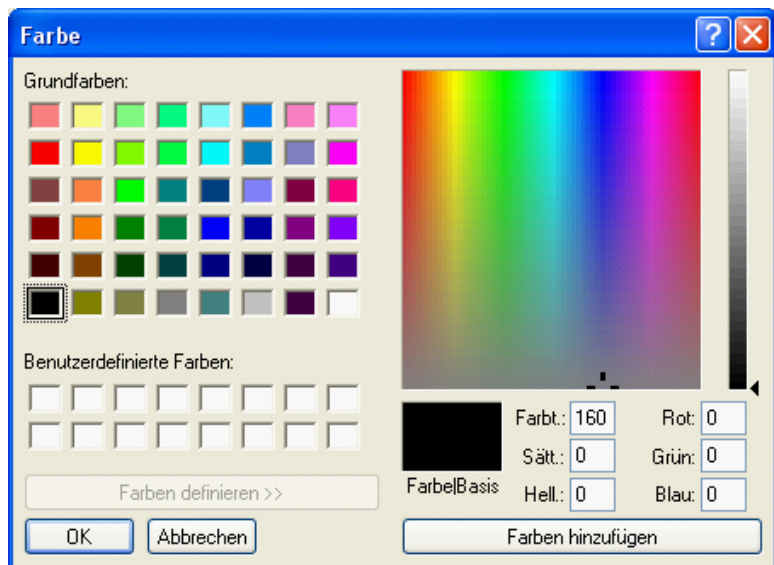 Farbe
Grundfarben:
Benutzerdefinierte Farben:
Farben definieren >>
OK
Abbrechen
Farbe|Basis
Farbt.: 160
Sätt.: 0
Hell.: 0
Rot: 0
Grün: 0
Blau: 0
Farben hinzufügen